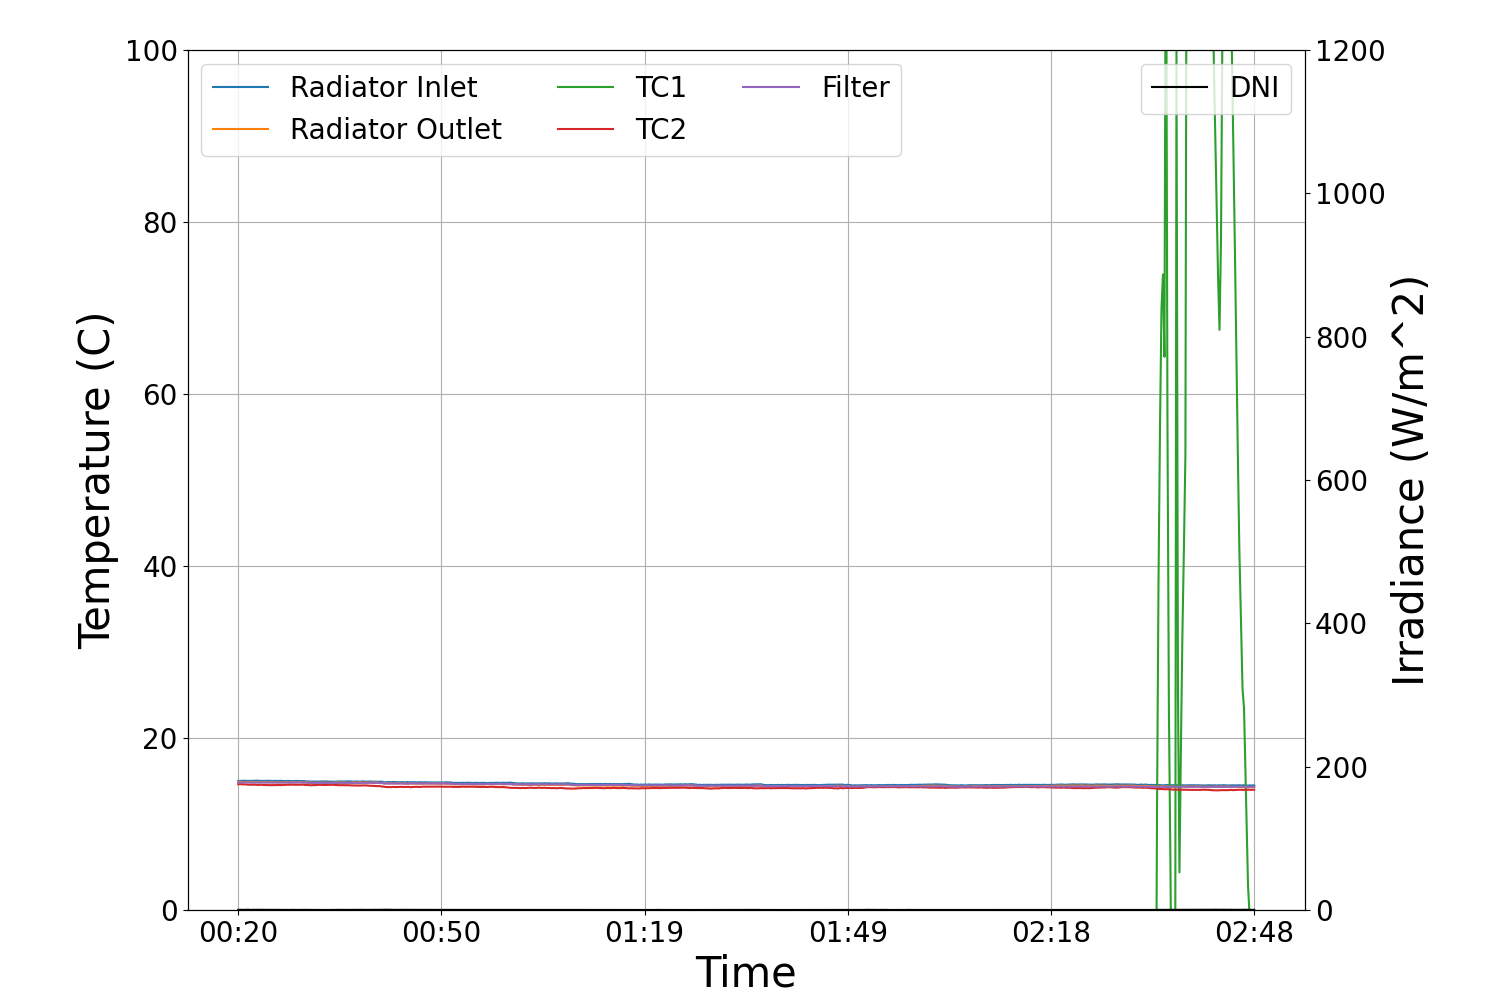 100
80
60
40
20
0
Temperature (C)
Radiator Inlet
Radiator Outlet
TC1
TC2
Filter
DNI
1200
1000
800
600
400
200
0
Irradiance (W/m^2)
00:20 00:50 01:19 01:49 02:18 02:48
Time